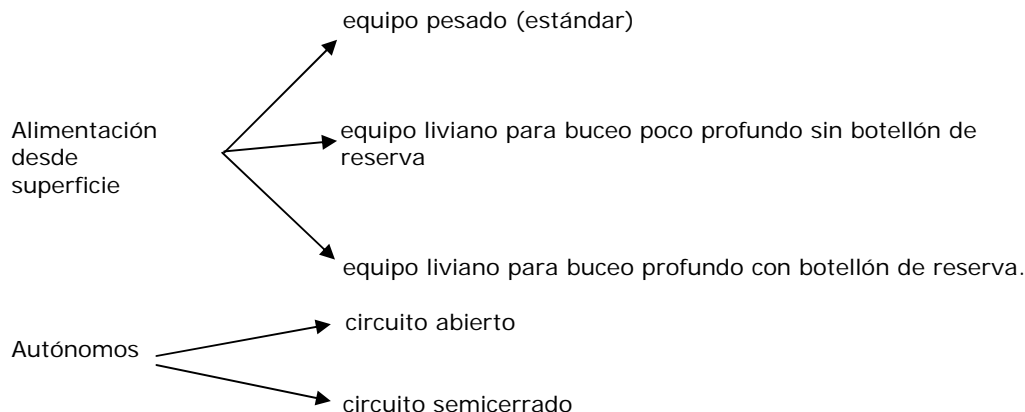 equipo pesado (estándar)
Alimentación
desde
superficie
equipo liviano para buceo poco profundo sin botellón de
reserva
equipo liviano para buceo profundo con botellón de reserva.
Autónomos
circuito abierto
circuito semicerrado